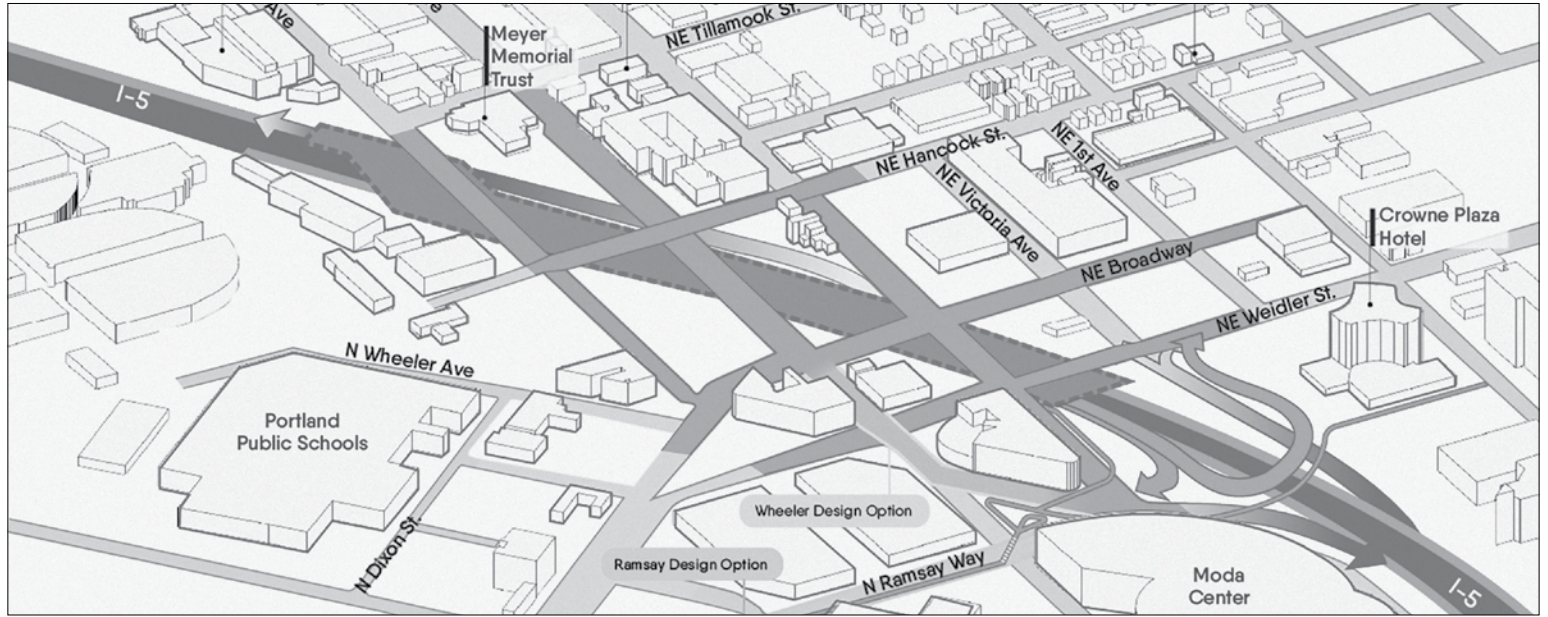 Ave
NE Tillamook St.
Meyer
Memorial
Trust
I-5
NE Hancock St.
NE 1st Ave
NE Victoria Ave
Crowne Plaza
Hotel
NE Broadway
NE Weidler St.
N Wheeler Ave
Portland
Public Schools
Wheeler Design Option
N Dixon St.
Ramsay Design Option
N Ramsay Way
Moda
Center
I-5